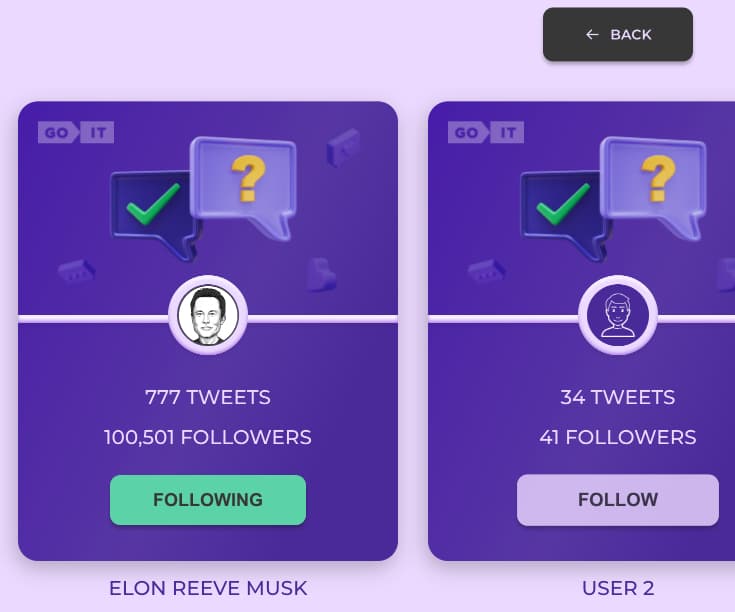 ← BACK
GO IT
777 TWEETS
100,501 FOLLOWERS
FOLLOWING
ELON REEVE MUSK
GO IT
34 TWEETS
41 FOLLOWERS
FOLLOW
USER 2